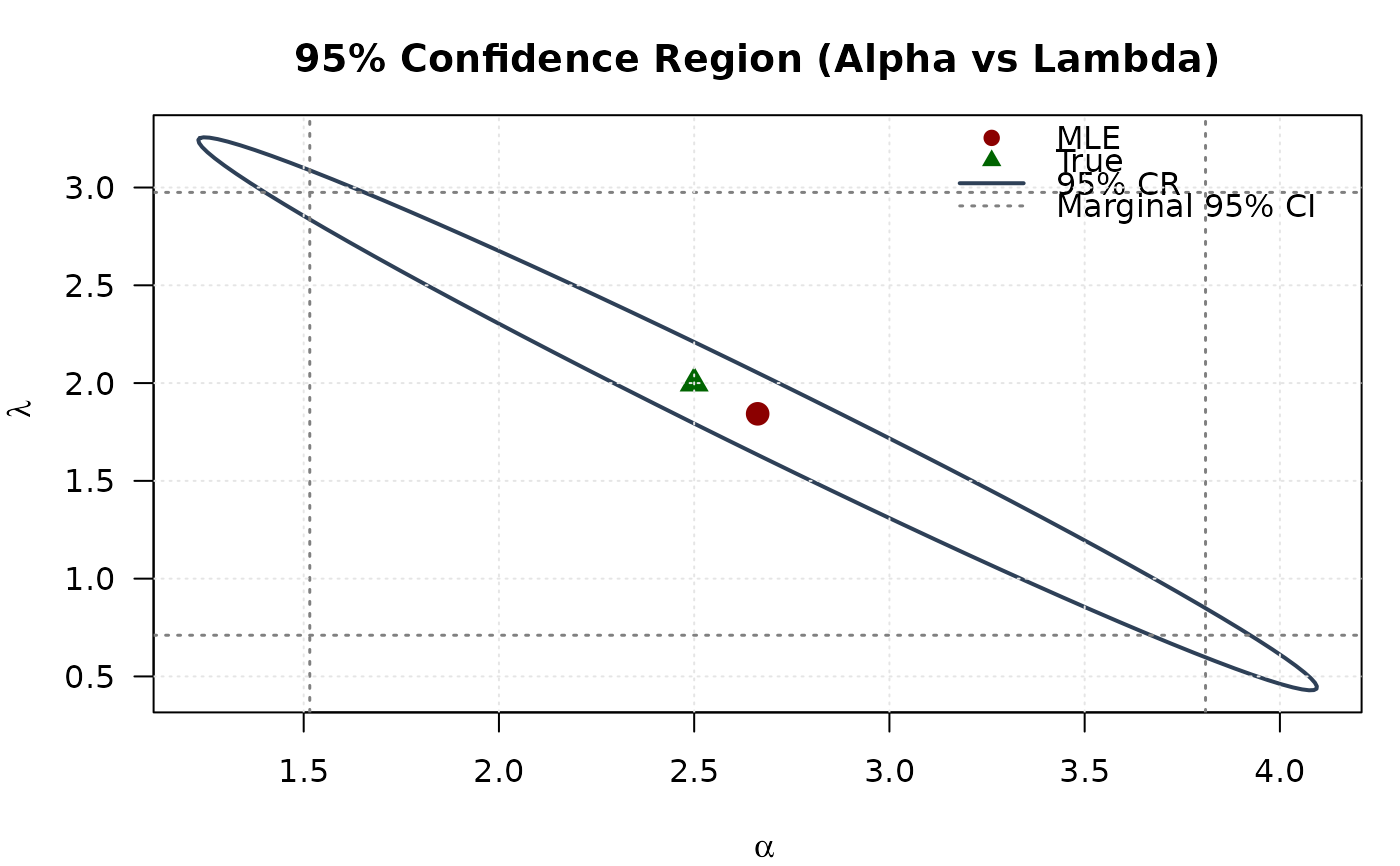 95% Confidence Region (Alpha vs Lambda)
MLE
True
95% CR
Marginal 95% CI
3.0
2.5
2.0
1.5
1.0
0.5
λ
1.5 2.0 2.5 3.0 3.5 4.0
α